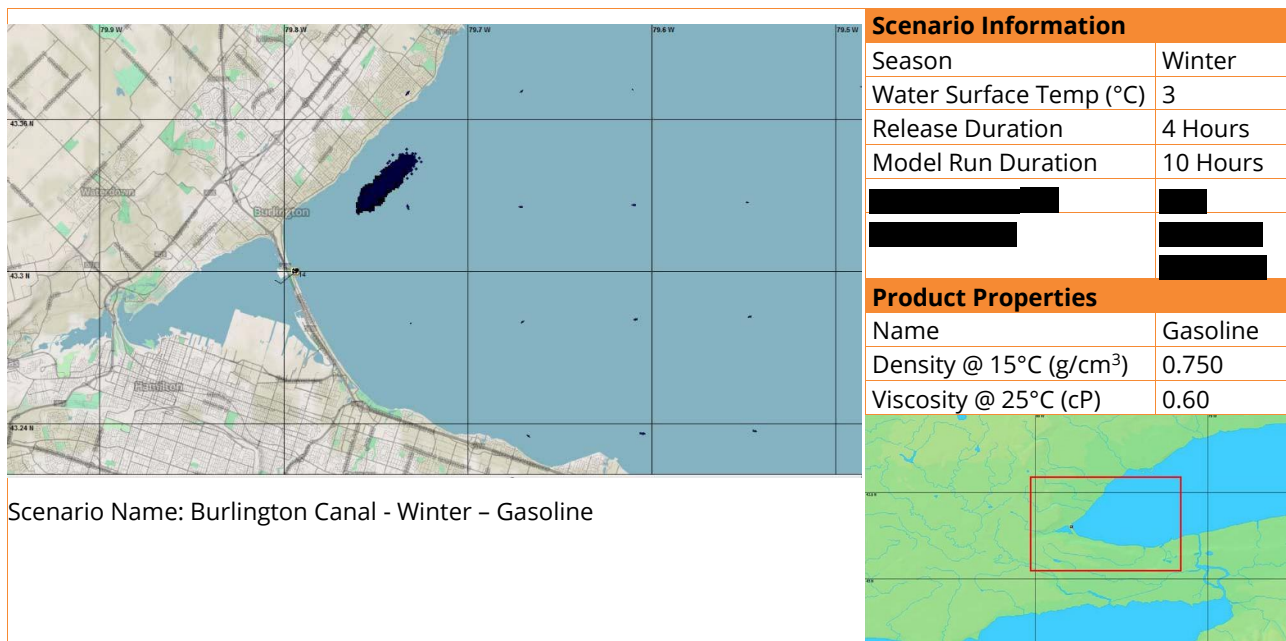 79.9 W
79.8 W
79.7 W
79.6 W
79.5 W
43.36 N
Waterdown
Burlington
43.3 N
14
Hamilton
43.24 N
Scenario Name: Burlington Canal - Winter – Gasoline
Scenario Information
Season Winter
Water Surface Temp (°C) 3
Release Duration 4 Hours
Model Run Duration 10 Hours
Product Properties
Name Gasoline
Density @ 15°C (g/cm³) 0.750
Viscosity @ 25°C (cP) 0.60